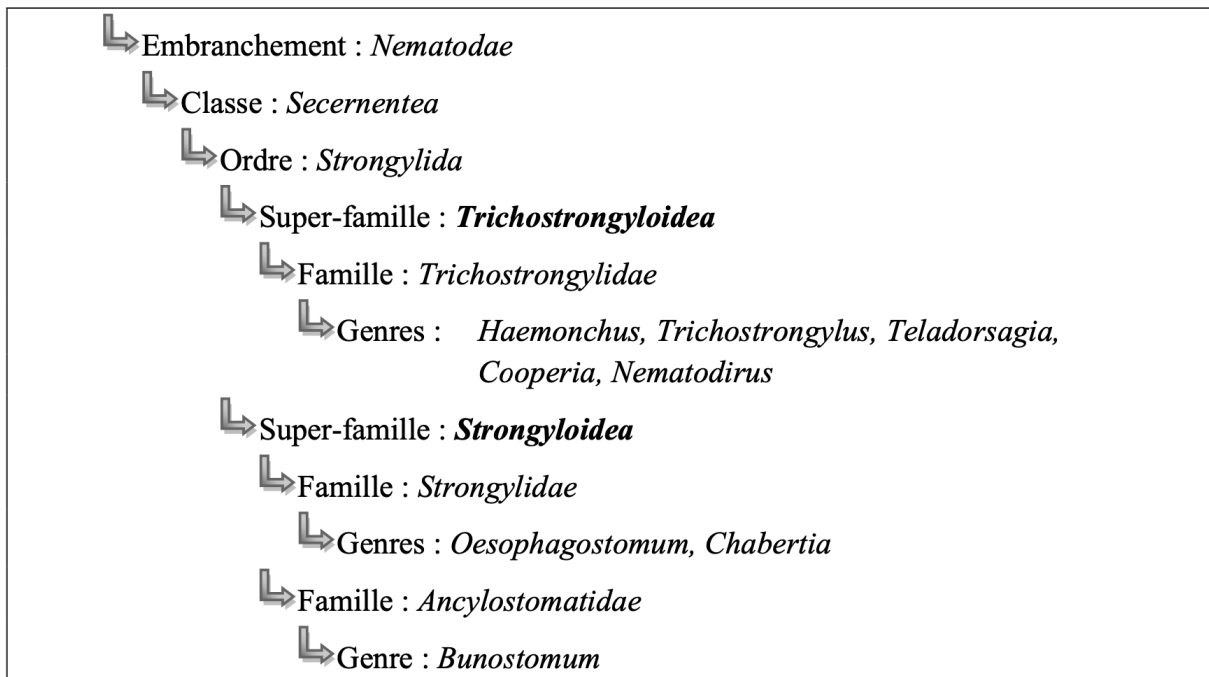 Embranchement : Nematodae
Classe : Secernentea
Ordre : Strongylida
Super-famille : Trichostrongyloidea
Famille : Trichostrongylidae
Genres : Haemonchus, Trichostrongylus, Teladorsagia,
Cooperia, Nematodirus
Super-famille : Strongyloidea
Famille : Strongylidae
Genres : Oesophagostomum, Chabertia
Famille : Ancylostomatidae
Genre : Bunostomum